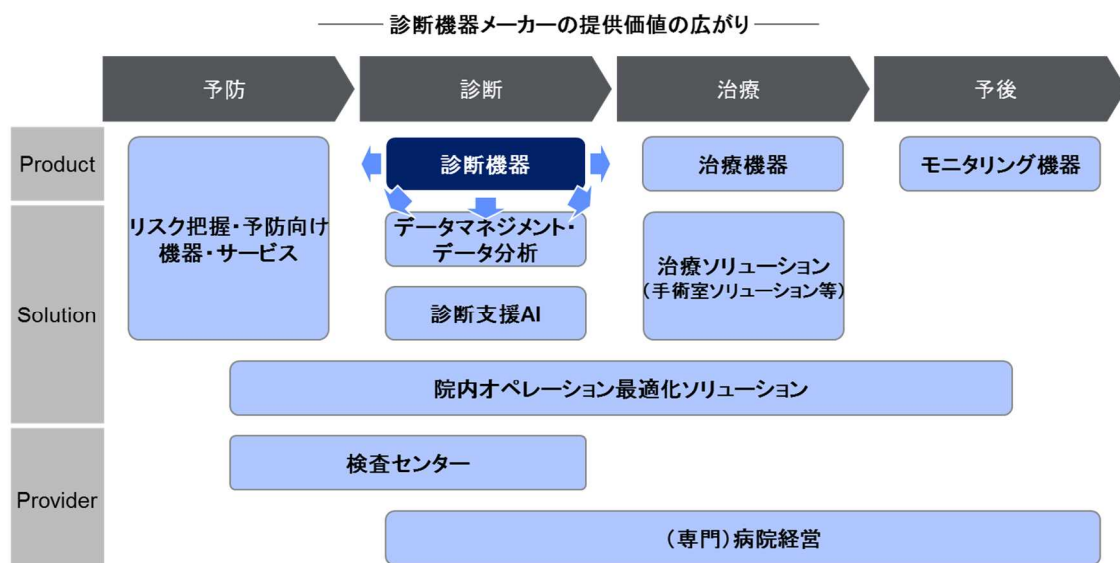 診断機器メーカーの提供価値の広がり
予防
診断
治療
予後
Product
診断機器
治療機器
モニタリング機器
リスク把握・予防向け
機器・サービス
Solution
データマネジメント・
データ分析
診断支援AI
治療ソリューション
（手術室ソリューション等）
院内オペレーション最適化ソリューション
Provider
検査センター
（専門）病院経営